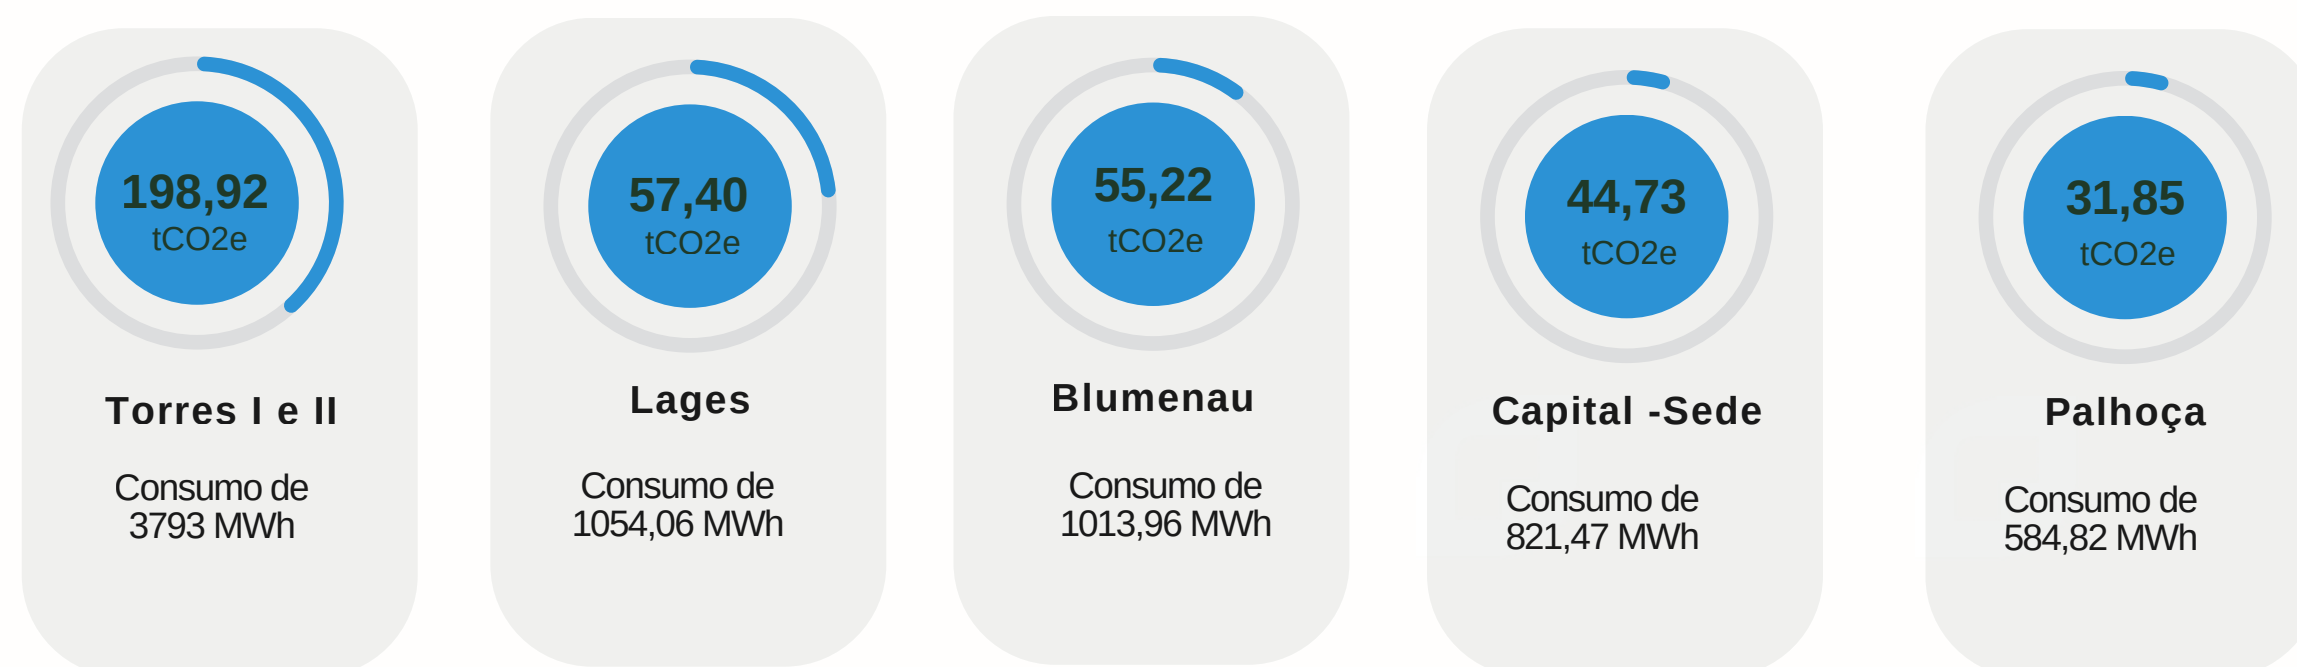 198,92
tCO2e
Torres I e II
Consumo de
3793 MWh
57,40
tCO2e
Lages
Consumo de
1054,06 MWh
55,22
tCO2e
Blumenau
Consumo de
1013,96 MWh
44,73
tCO2e
Capital -Sede
Consumo de
821,47 MWh
31,85
tCO2e
Palhoça
Consumo de
584,82 MWh